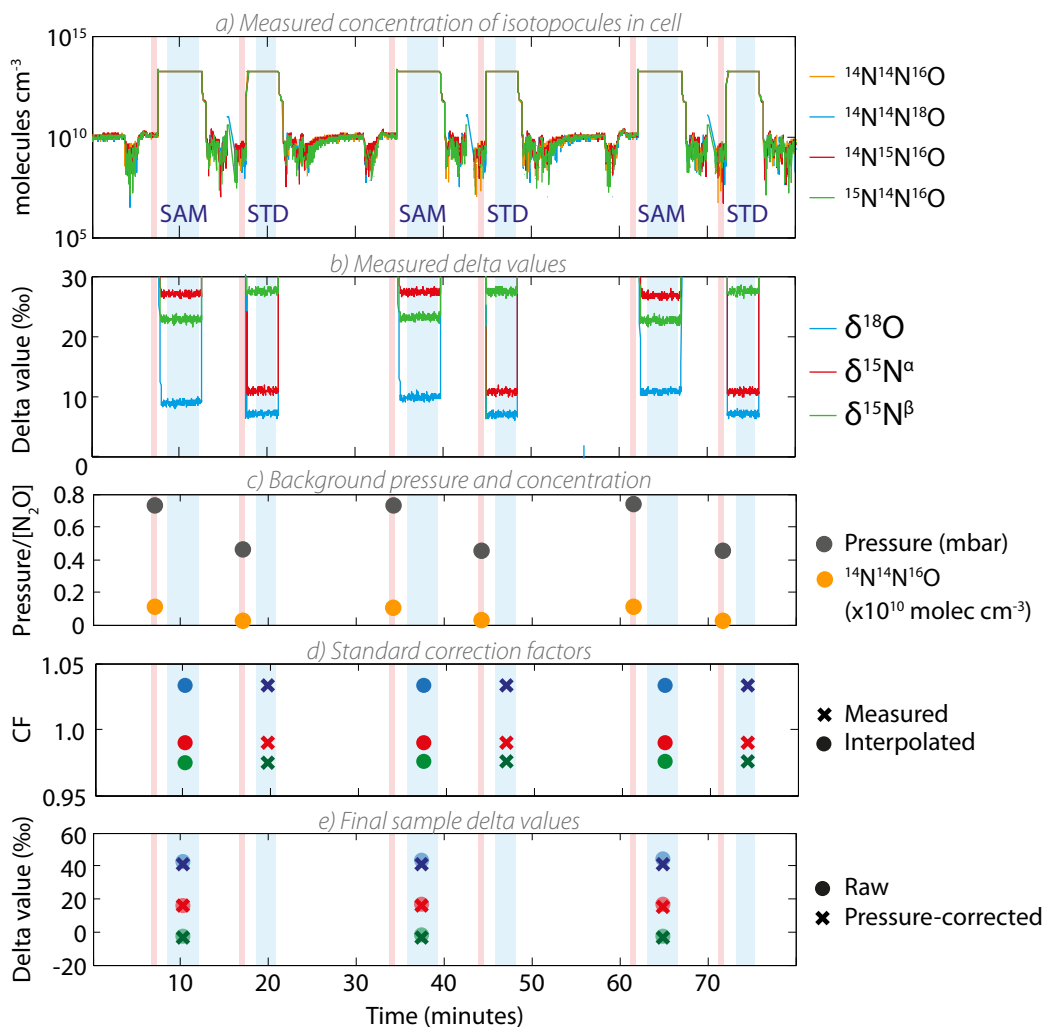 a) Measured concentration of isotopocules in cell
10¹⁵
10¹⁰
10⁵
molecules cm⁻³
SAM STD SAM STD SAM STD
¹⁴N¹⁴N¹⁶O
¹⁴N¹⁴N¹⁸O
¹⁴N¹⁵N¹⁶O
¹⁵N¹⁴N¹⁶O
b) Measured delta values
30
20
10
0
Delta value (‰)
δ¹⁸O
δ¹⁵Nᵅ
δ¹⁵Nᵝ
c) Background pressure and concentration
0.8
0.6
0.4
0.2
0
Pressure/[N₂O]
Pressure (mbar)
¹⁴N¹⁴N¹⁶O
(x10¹⁰ molec cm⁻³)
d) Standard correction factors
1.05
1.0
0.95
CF
Measured
Interpolated
e) Final sample delta values
60
40
20
0
-20
Delta value (‰)
Raw
Pressure-corrected
10 20 30 40 50 60 70
Time (minutes)